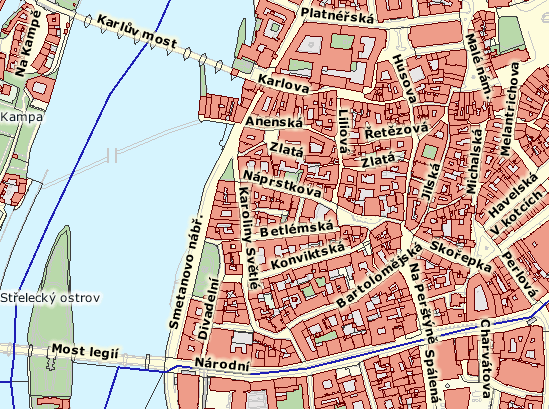 Platnéřská
Na Kampě
Karlův most
Malé nám.
Husova
Melantrichova
Karlova
Liliova
Kampa
Anenská
Řetězová
Zlatá
Zlatá
Michalská
Jilská
Náprstkova
Havelská
V Kotcích
Karoliny Světlé
Betlémská
Smetanovo nábř.
Konviktská
Skořepka
Perlová
Divadelní
Bartolomějská
Na Perštýně
Střelecký ostrov
Most legií
Národní
Spálená
Charvátova